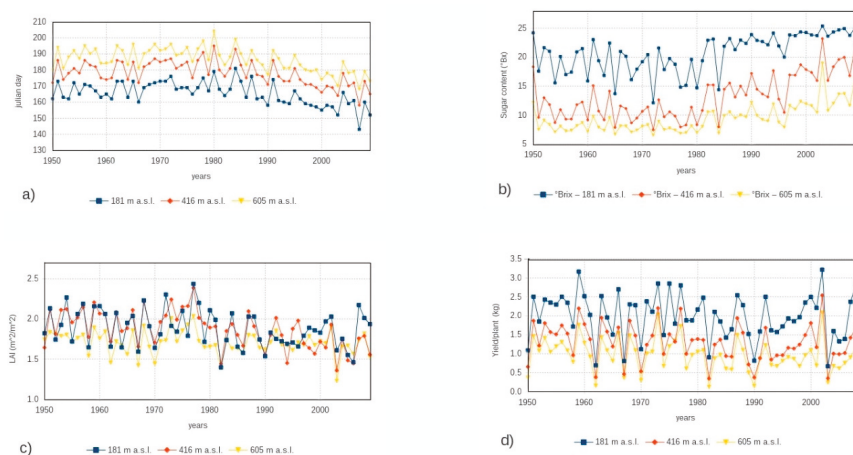 210
200
190
180
170
160
150
140
130
julian day
1950 1960 1970 1980 1990 2000
years
a)
181 m a.s.l. 416 m a.s.l. 605 m a.s.l.
25
20
15
10
5
Sugar content (°Bx)
1950 1960 1970 1980 1990 2000
years
b)
°Brix – 181 m a.s.l. °Brix – 416 m a.s.l. °Brix – 605 m a.s.l.
2.5
2.0
1.5
1.0
LAI (m^2/m^2)
1950 1960 1970 1980 1990 2000
years
181 m a.s.l. 416 m a.s.l. 605 m a.s.l.
c)
3.5
3.0
2.5
2.0
1.5
1.0
0.5
0.0
Yield/plant (kg)
1950 1960 1970 1980 1990 2000
years
181 m a.s.l. 416 m a.s.l. 605 m a.s.l.
d)